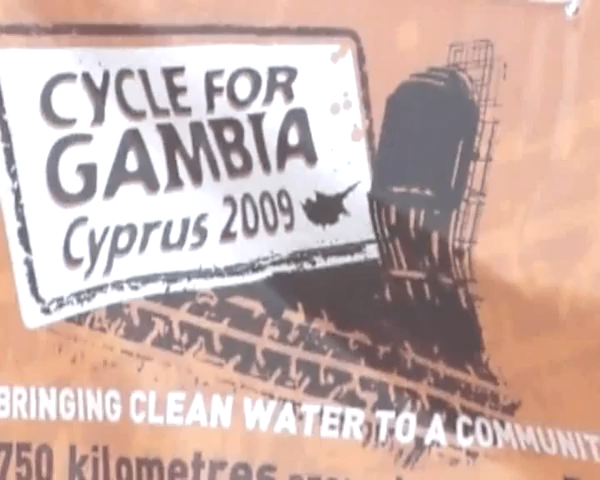 CYCLE FOR
GAMBIA
Cyprus 2009
BRINGING CLEAN WATER TO A COMMUNIT
750 kilometres